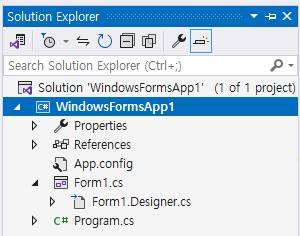 Solution Explorer
Search Solution Explorer (Ctrl+;)
Solution 'WindowsFormsApp1' (1 of 1 project)
C# WindowsFormsApp1
Properties
References
App.config
Form1.cs
Form1.Designer.cs
C# Program.cs